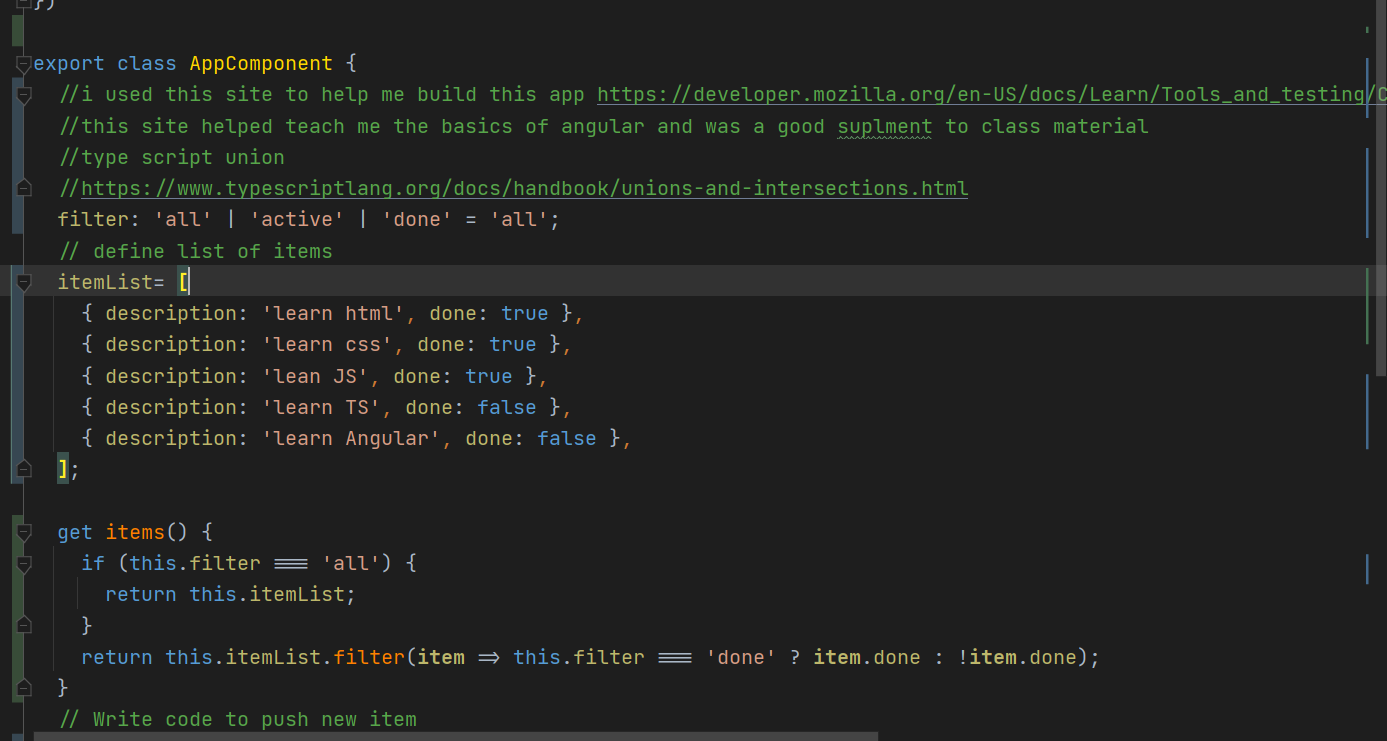 })
export class AppComponent {
//i used this site to help me build this app https://developer.mozilla.org/en-US/docs/Learn/Tools_and_testing/C
//this site helped teach me the basics of angular and was a good suplment to class material
//type script union
//https://www.typescriptlang.org/docs/handbook/unions-and-intersections.html
filter: 'all' | 'active' | 'done' = 'all';
// define list of items
itemList= [
{ description: 'learn html', done: true },
{ description: 'learn css', done: true },
{ description: 'lean JS', done: true },
{ description: 'learn TS', done: false },
{ description: 'learn Angular', done: false },
];
get items() {
if (this.filter === 'all') {
return this.itemList;
}
return this.itemList.filter(item => this.filter === 'done' ? item.done : !item.done);
}
// Write code to push new item